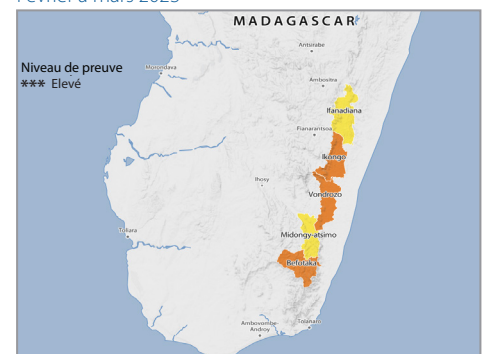 Février à mars 2023
MADAGASCAR
Antsirabe
Niveau de preuve
*** Elevé
Morondava
Ambositra
Ifanadiana
Fianarantsoa
Ikongo
Ihosy
Vondrozo
Toliara
Midongy-atsimo
Befotaka
Ambovombe-
Androy
Tolanaro